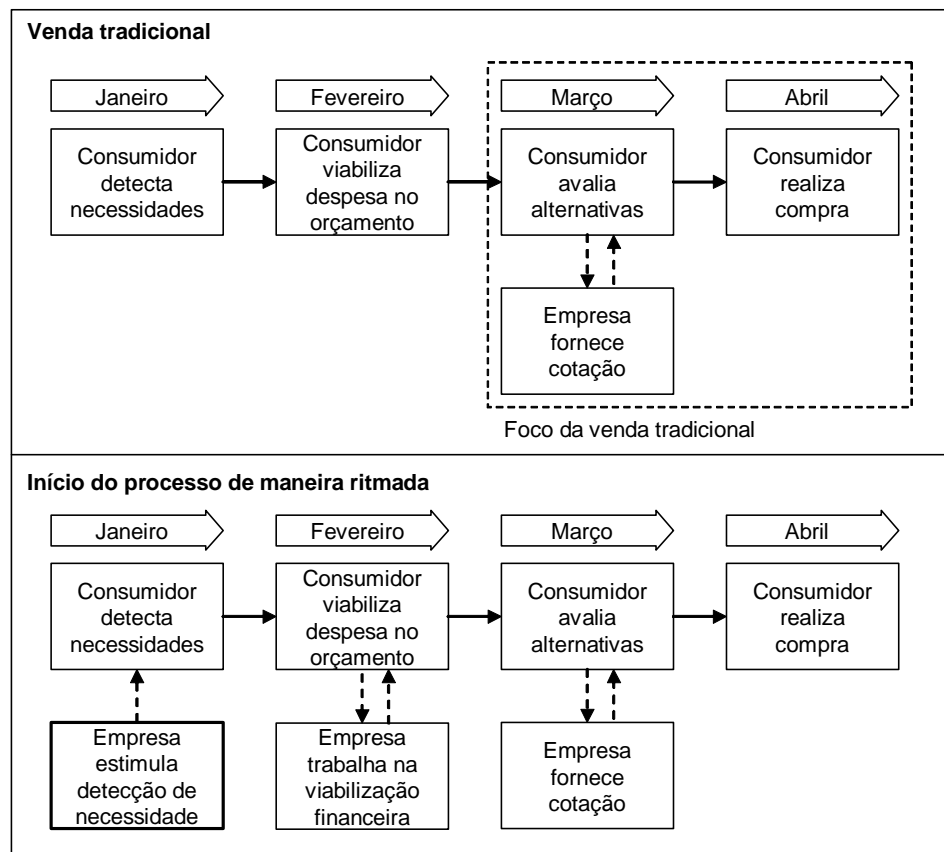 Venda tradicional
Janeiro
Fevereiro
Março
Abril
Consumidor
detecta
necessidades
Consumidor
viabiliza
despesa no
orçamento
Consumidor
avalia
alternativas
Consumidor
realiza
compra
Empresa
fornece
cotação
Foco da venda tradicional
Início do processo de maneira ritmada
Janeiro
Fevereiro
Março
Abril
Consumidor
detecta
necessidades
Consumidor
viabiliza
despesa no
orçamento
Consumidor
avalia
alternativas
Consumidor
realiza
compra
Empresa
estimula
detecção de
necessidade
Empresa
trabalha na
viabilização
financeira
Empresa
fornece
cotação